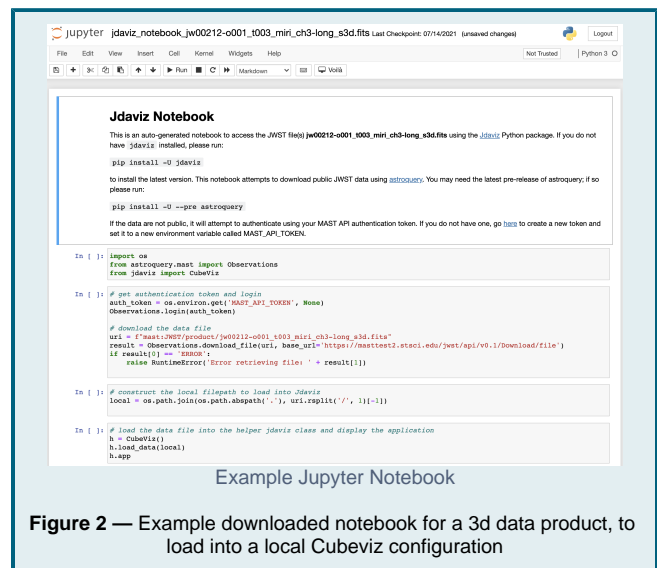 jupyter jdaviz_notebook_jw00212-o001_t003_miri_ch3-long_s3d.fits Last Checkpoint: 07/14/2021 (unsaved changes) Logout
File Edit View Insert Cell Kernel Widgets Help Not Trusted Python 3
Run Markdown Voilà
Jdaviz Notebook
This is an auto-generated notebook to access the JWST file(s) jw00212-o001_t003_miri_ch3-long_s3d.fits using the Jdaviz Python package. If you do not
have jdaviz installed, please run:
pip install -U jdaviz
to install the latest version. This notebook attempts to download public JWST data using astroquery. You may need the latest pre-release of astroquery; if so
please run:
pip install -U --pre astroquery
If the data are not public, it will attempt to authenticate using your MAST API authentication token. If you do not have one, go here to create a new token and
set it to a new environment variable called MAST_API_TOKEN.
In [ ]: import os
from astroquery.mast import Observations
from jdaviz import CubeViz
In [ ]: # get authentication token and login
auth_token = os.environ.get('MAST_API_TOKEN', None)
Observations.login(auth_token)
# download the data file
uri = f"mast:JWST/product/jw00212-o001_t003_miri_ch3-long_s3d.fits"
result = Observations.download_file(uri, base_url='https://masttest2.stsci.edu/jwst/api/v0.1/Download/file')
if result[0] == 'ERROR':
raise RuntimeError('Error retrieving file: ' + result[1])
In [ ]: # construct the local filepath to load into Jdaviz
local = os.path.join(os.path.abspath('.'), uri.rsplit('/', 1)[-1])
In [ ]: # load the data file into the helper jdaviz class and display the application
h = CubeViz()
h.load_data(local)
h.app
Example Jupyter Notebook
Figure 2 — Example downloaded notebook for a 3d data product, to
load into a local Cubeviz configuration